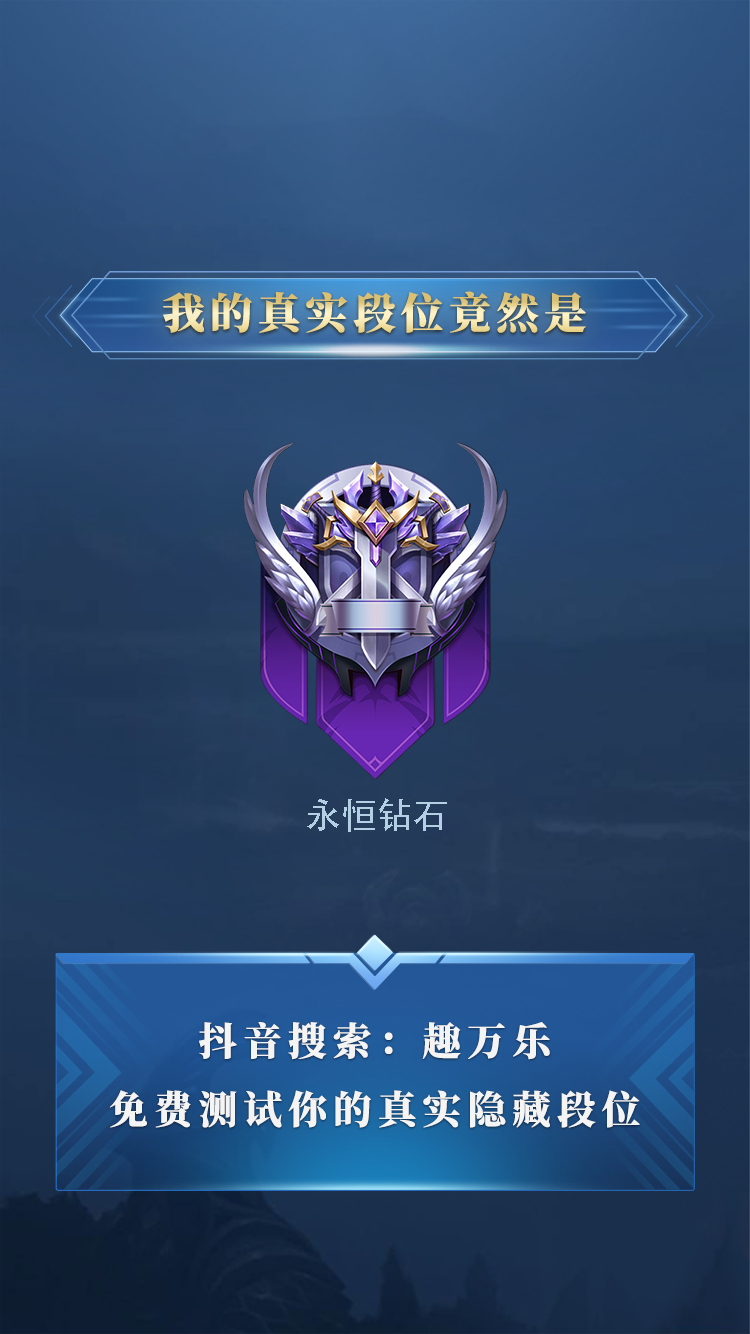 我的真实段位竟然是
永恒钻石
抖音搜索：趣万乐
免费测试你的真实隐藏段位